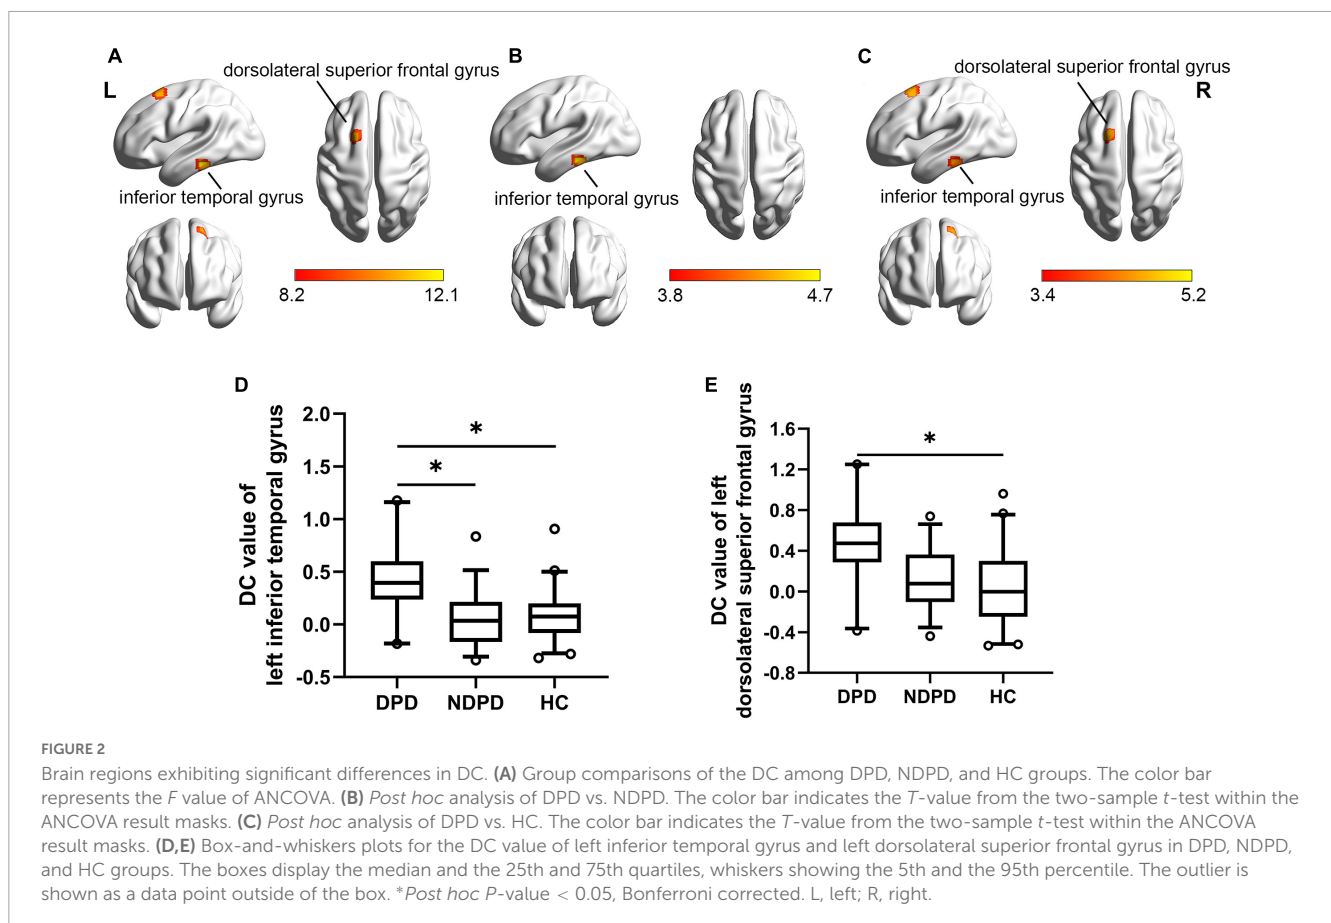 A
B
C
dorsolateral superior frontal gyrus
dorsolateral superior frontal gyrus
L
R
inferior temporal gyrus
inferior temporal gyrus
inferior temporal gyrus
8.2
12.1
3.8
4.7
3.4
5.2
D
DC value of
left inferior temporal gyrus
2.0
1.5
1.0
0.5
0.0
-0.5
*
*
DPD
NDPD
HC
E
DC value of left
dorsolateral superior frontal gyrus
1.6
1.2
0.8
0.4
0.0
-0.4
-0.8
*
DPD
NDPD
HC
FIGURE 2
Brain regions exhibiting significant differences in DC. (A) Group comparisons of the DC among DPD, NDPD, and HC groups. The color bar
represents the F value of ANCOVA. (B) Post hoc analysis of DPD vs. NDPD. The color bar indicates the T-value from the two-sample t-test within the
ANCOVA result masks. (C) Post hoc analysis of DPD vs. HC. The color bar indicates the T-value from the two-sample t-test within the ANCOVA
result masks. (D,E) Box-and-whiskers plots for the DC value of left inferior temporal gyrus and left dorsolateral superior frontal gyrus in DPD, NDPD,
and HC groups. The boxes display the median and the 25th and 75th quartiles, whiskers showing the 5th and the 95th percentile. The outlier is
shown as a data point outside of the box. *Post hoc P-value < 0.05, Bonferroni corrected. L, left; R, right.